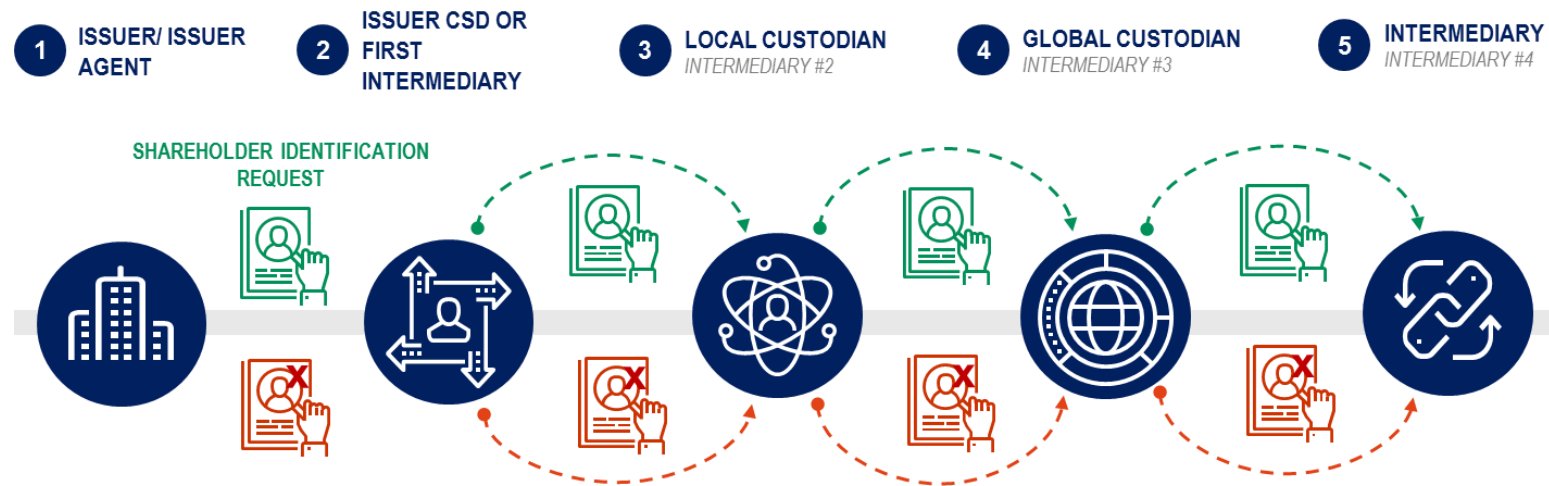 1
ISSUER/ ISSUER
AGENT
2
ISSUER CSD OR
FIRST
INTERMEDIARY
3
LOCAL CUSTODIAN
INTERMEDIARY #2
4
GLOBAL CUSTODIAN
INTERMEDIARY #3
5
INTERMEDIARY
INTERMEDIARY #4
SHAREHOLDER IDENTIFICATION
REQUEST
X
X
X
X